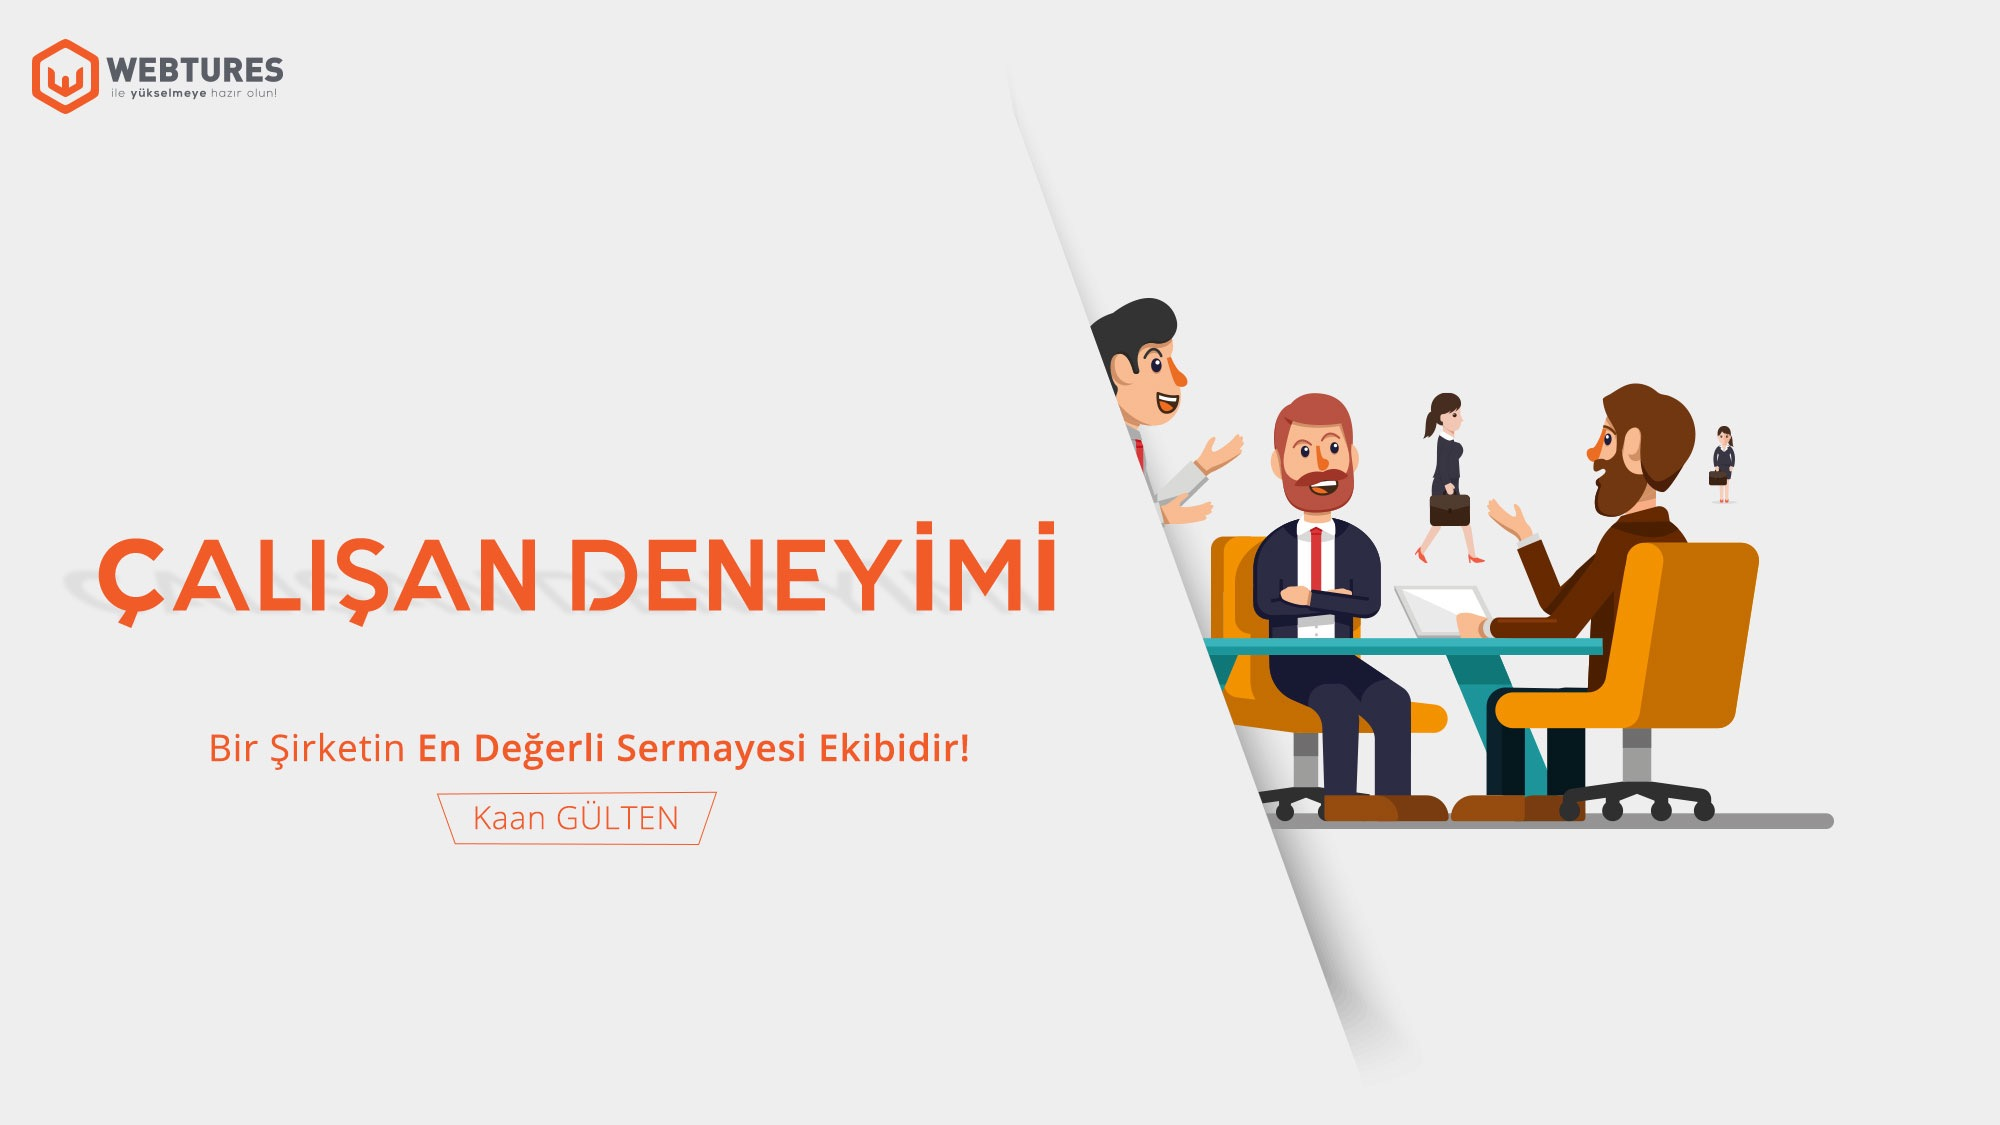 WEBTURES
ile yükselmeye hazır olun!
ÇALIŞAN DENEYİMİ
Bir Şirketin En Değerli Sermayesi Ekibidir!
Kaan GÜLTEN